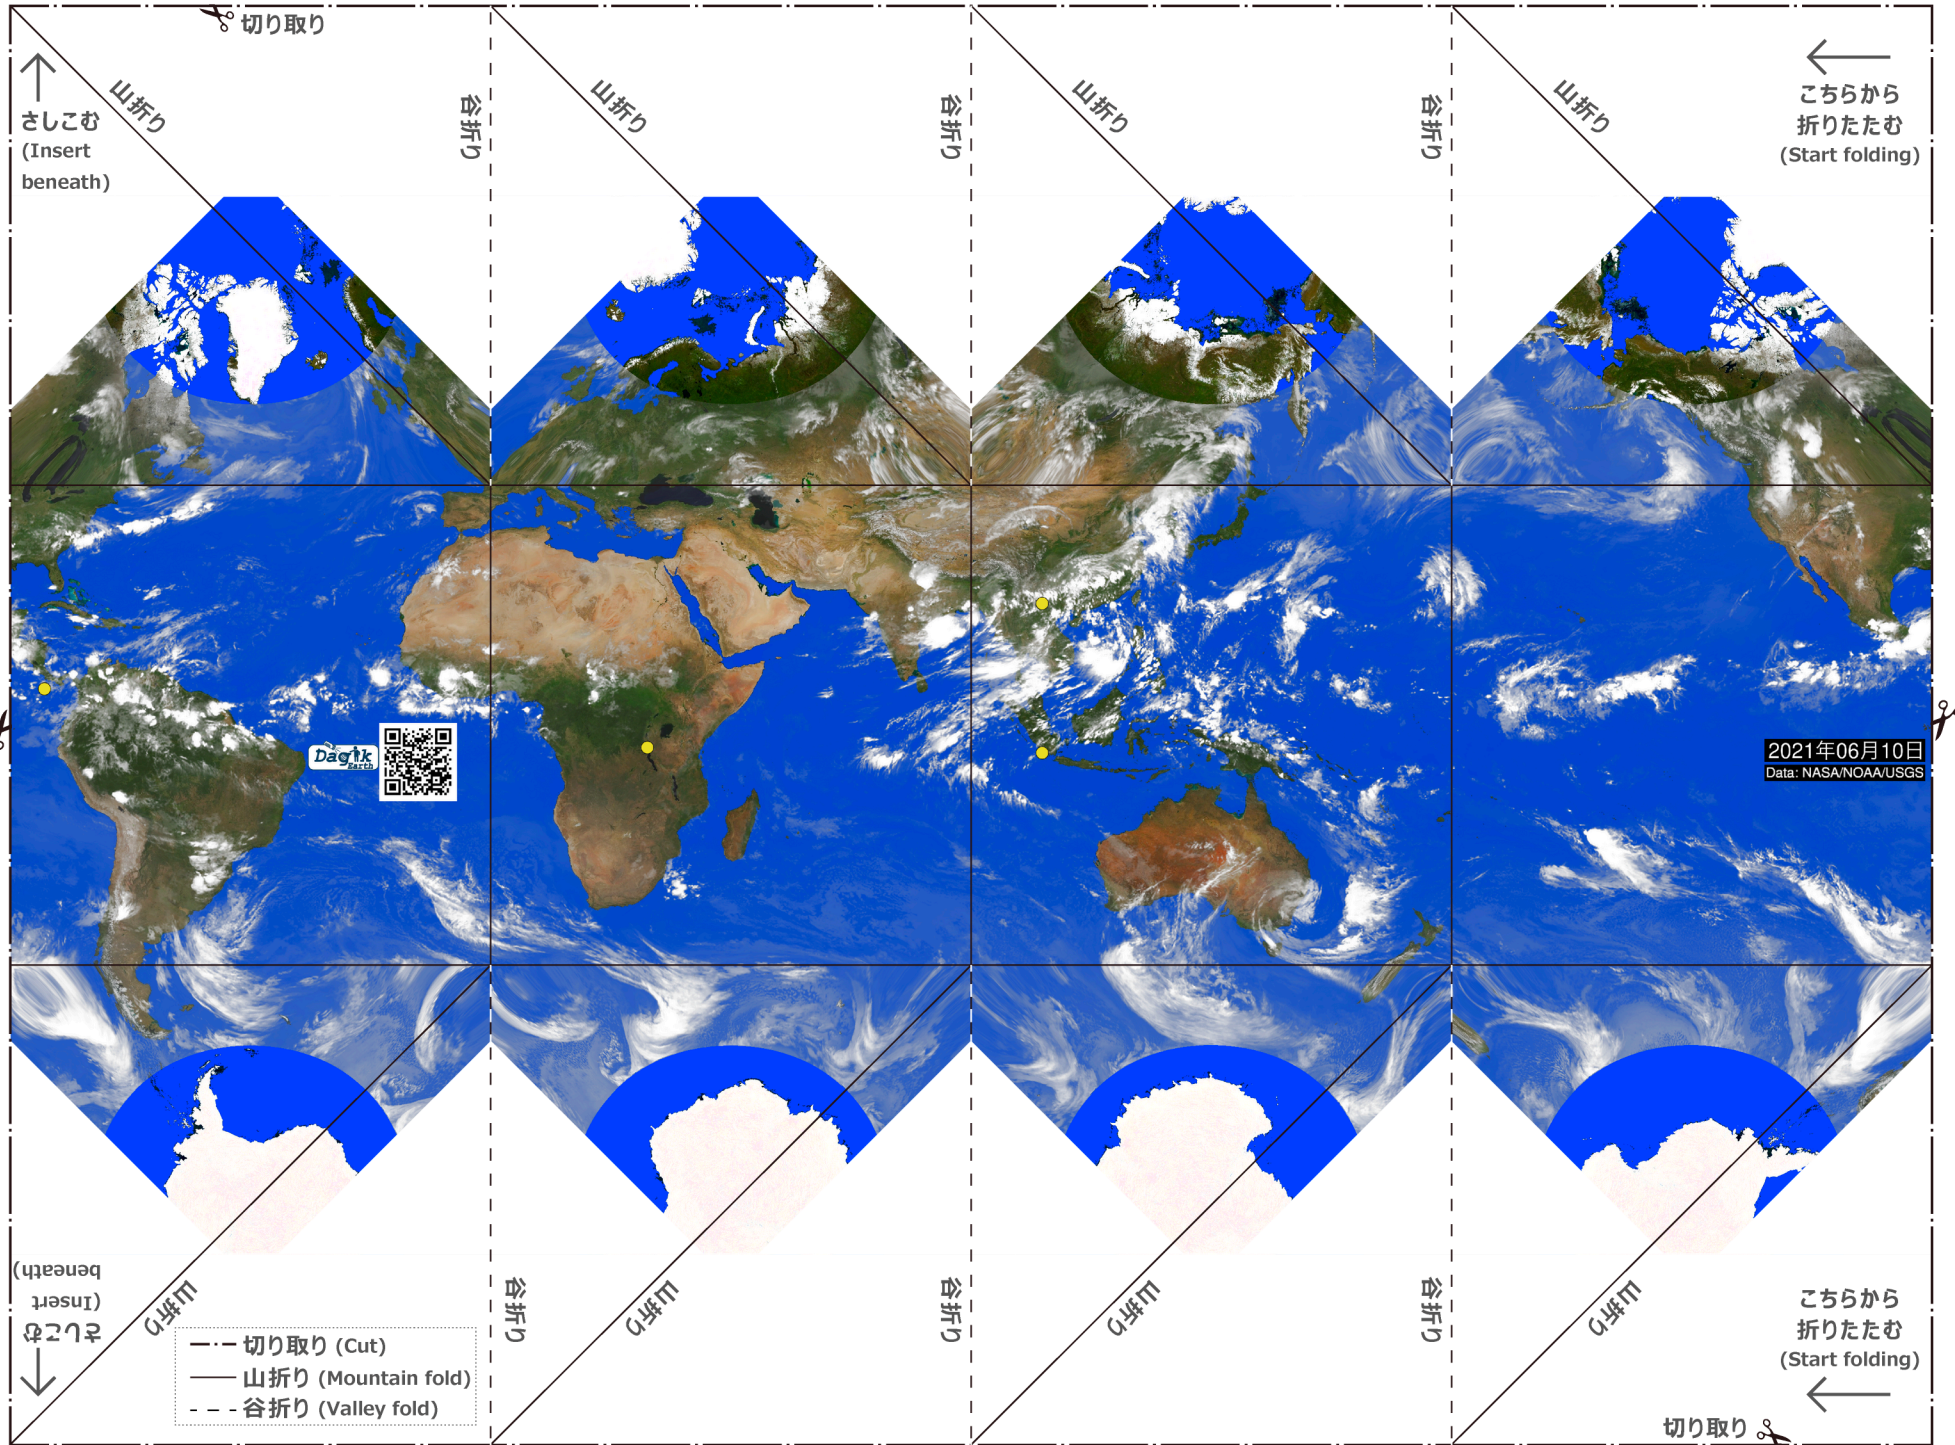 切り取り
さしこむ
(Insert
beneath)
山折り
谷折り
山折り
谷折り
山折り
谷折り
山折り
こちらから
折りたたむ
(Start folding)
Dagik
Earth
2021年06月10日
Data: NASA/NOAA/USGS
さしこむ
(Insert
beneath)
山折り
谷折り
山折り
谷折り
山折り
谷折り
山折り
こちらから
折りたたむ
(Start folding)
切り取り (Cut)
山折り (Mountain fold)
谷折り (Valley fold)
切り取り